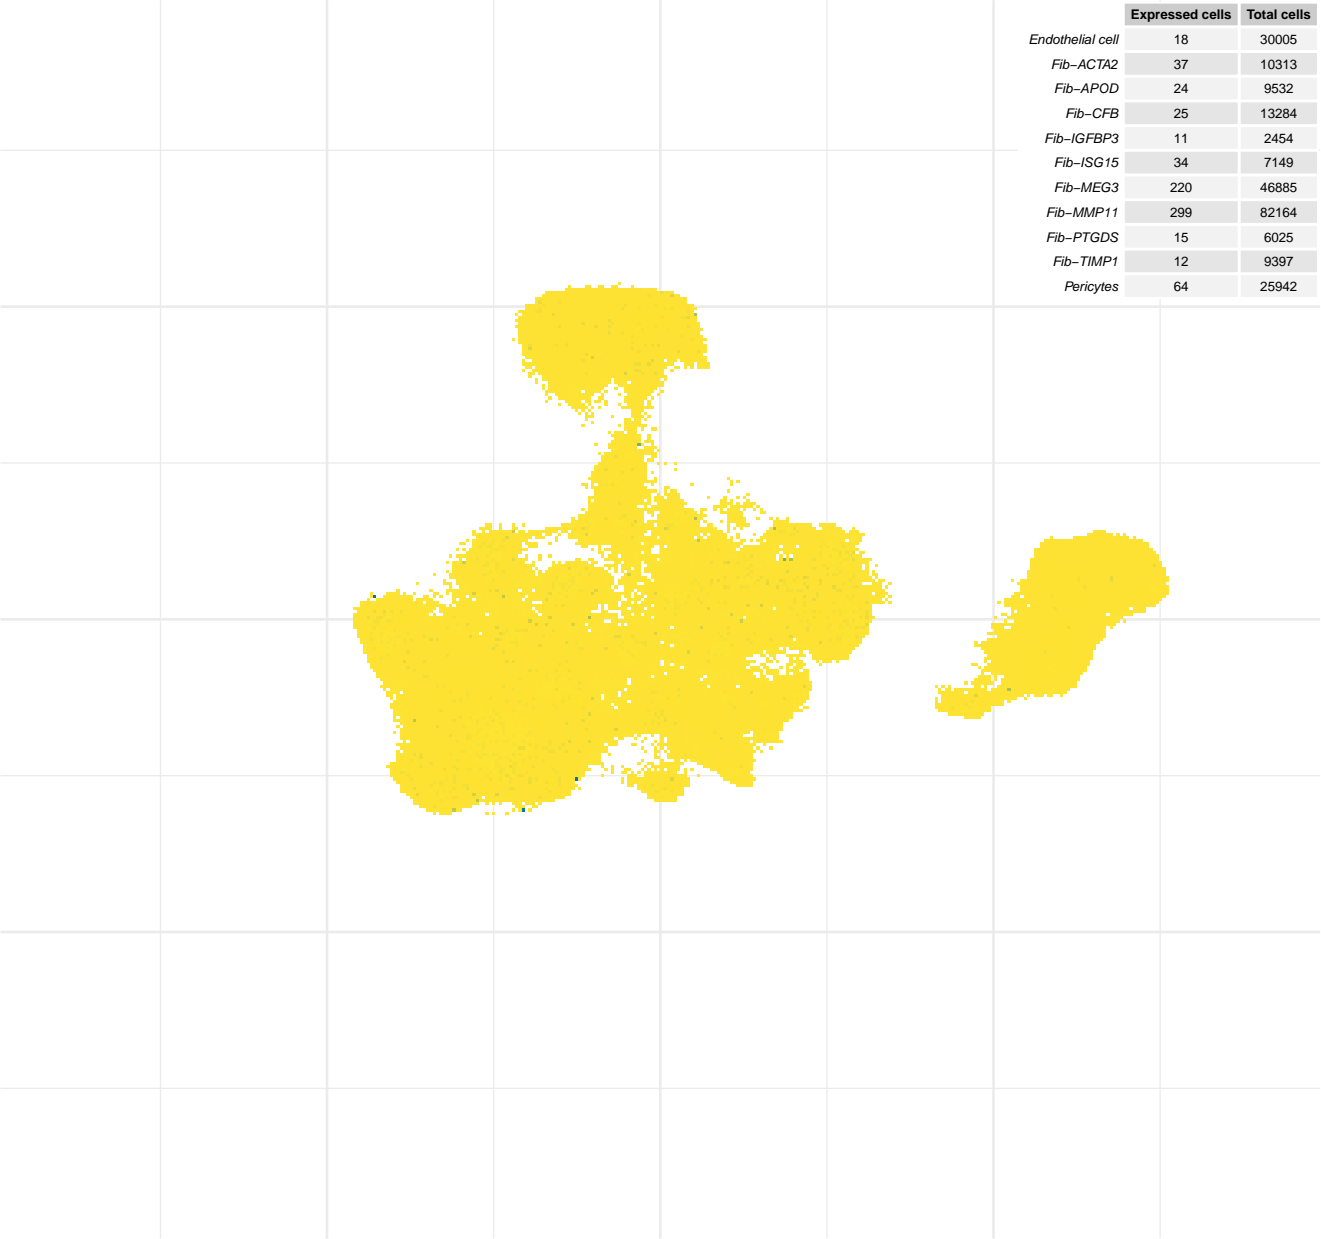 Expressed cells Total cells
Endothelial cell 18 30005
Fib−ACTA2 37 10313
Fib−APOD 24 9532
Fib−CFB 25 13284
Fib−IGFBP3 11 2454
Fib−ISG15 34 7149
Fib−MEG3 220 46885
Fib−MMP11 299 82164
Fib−PTGDS 15 6025
Fib−TIMP1 12 9397
Pericytes 64 25942